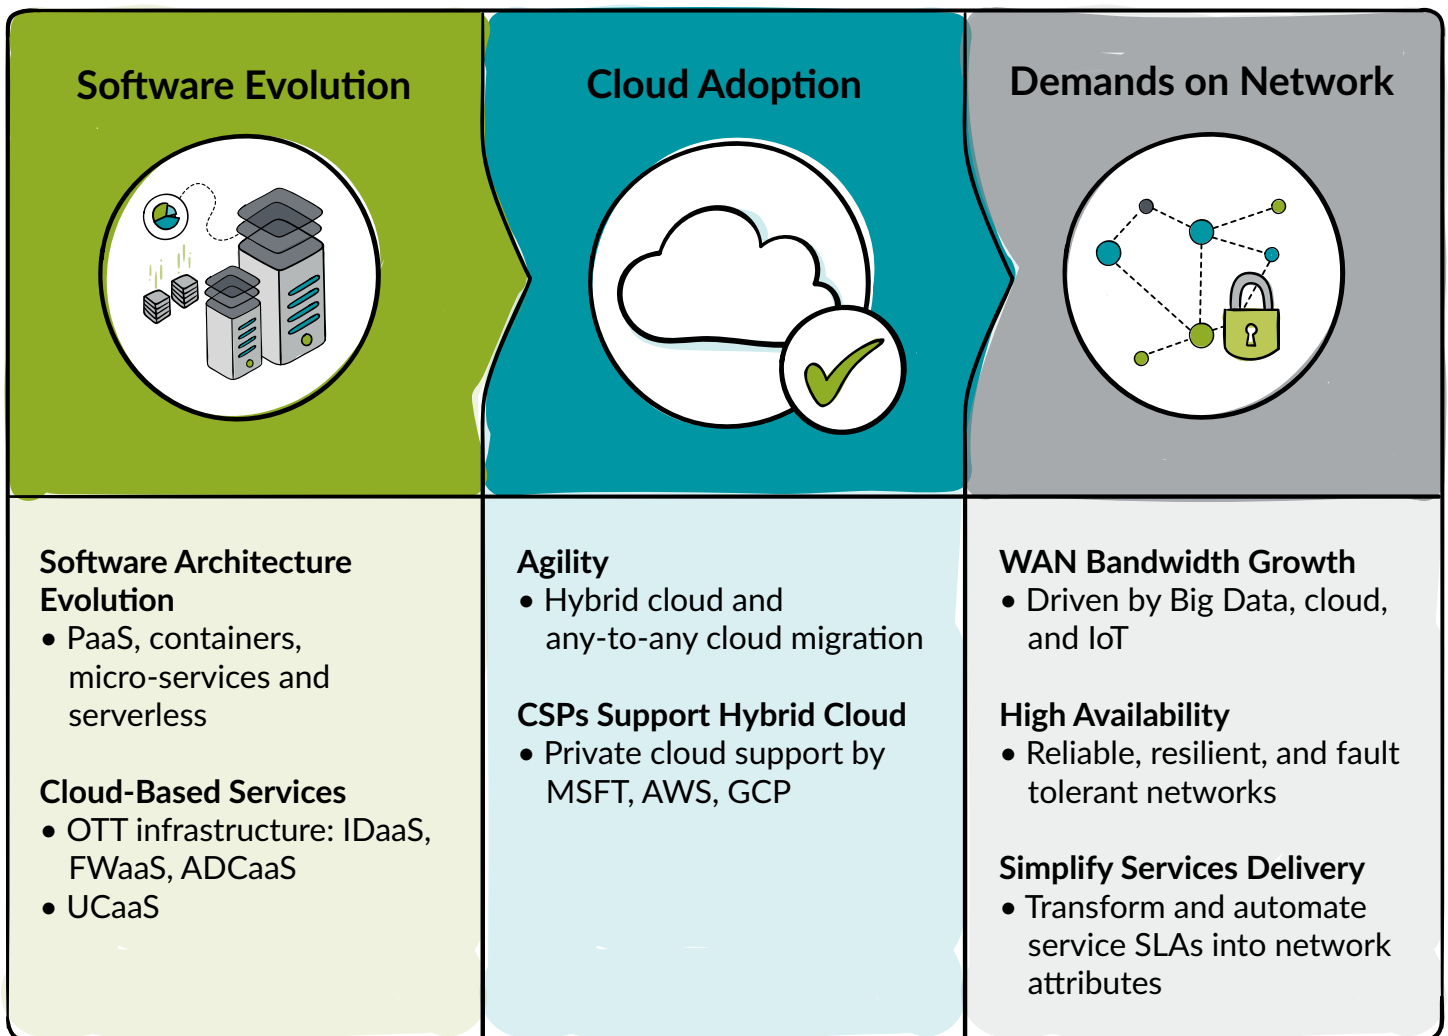 Software Evolution
Cloud Adoption
Demands on Network
Software Architecture
Evolution
• PaaS, containers,
micro-services and
serverless
Cloud-Based Services
• OTT infrastructure: IDaaS,
FWaaS, ADCaaS
• UCaaS
Agility
• Hybrid cloud and
any-to-any cloud migration
CSPs Support Hybrid Cloud
• Private cloud support by
MSFT, AWS, GCP
WAN Bandwidth Growth
• Driven by Big Data, cloud,
and IoT
High Availability
• Reliable, resilient, and fault
tolerant networks
Simplify Services Delivery
• Transform and automate
service SLAs into network
attributes